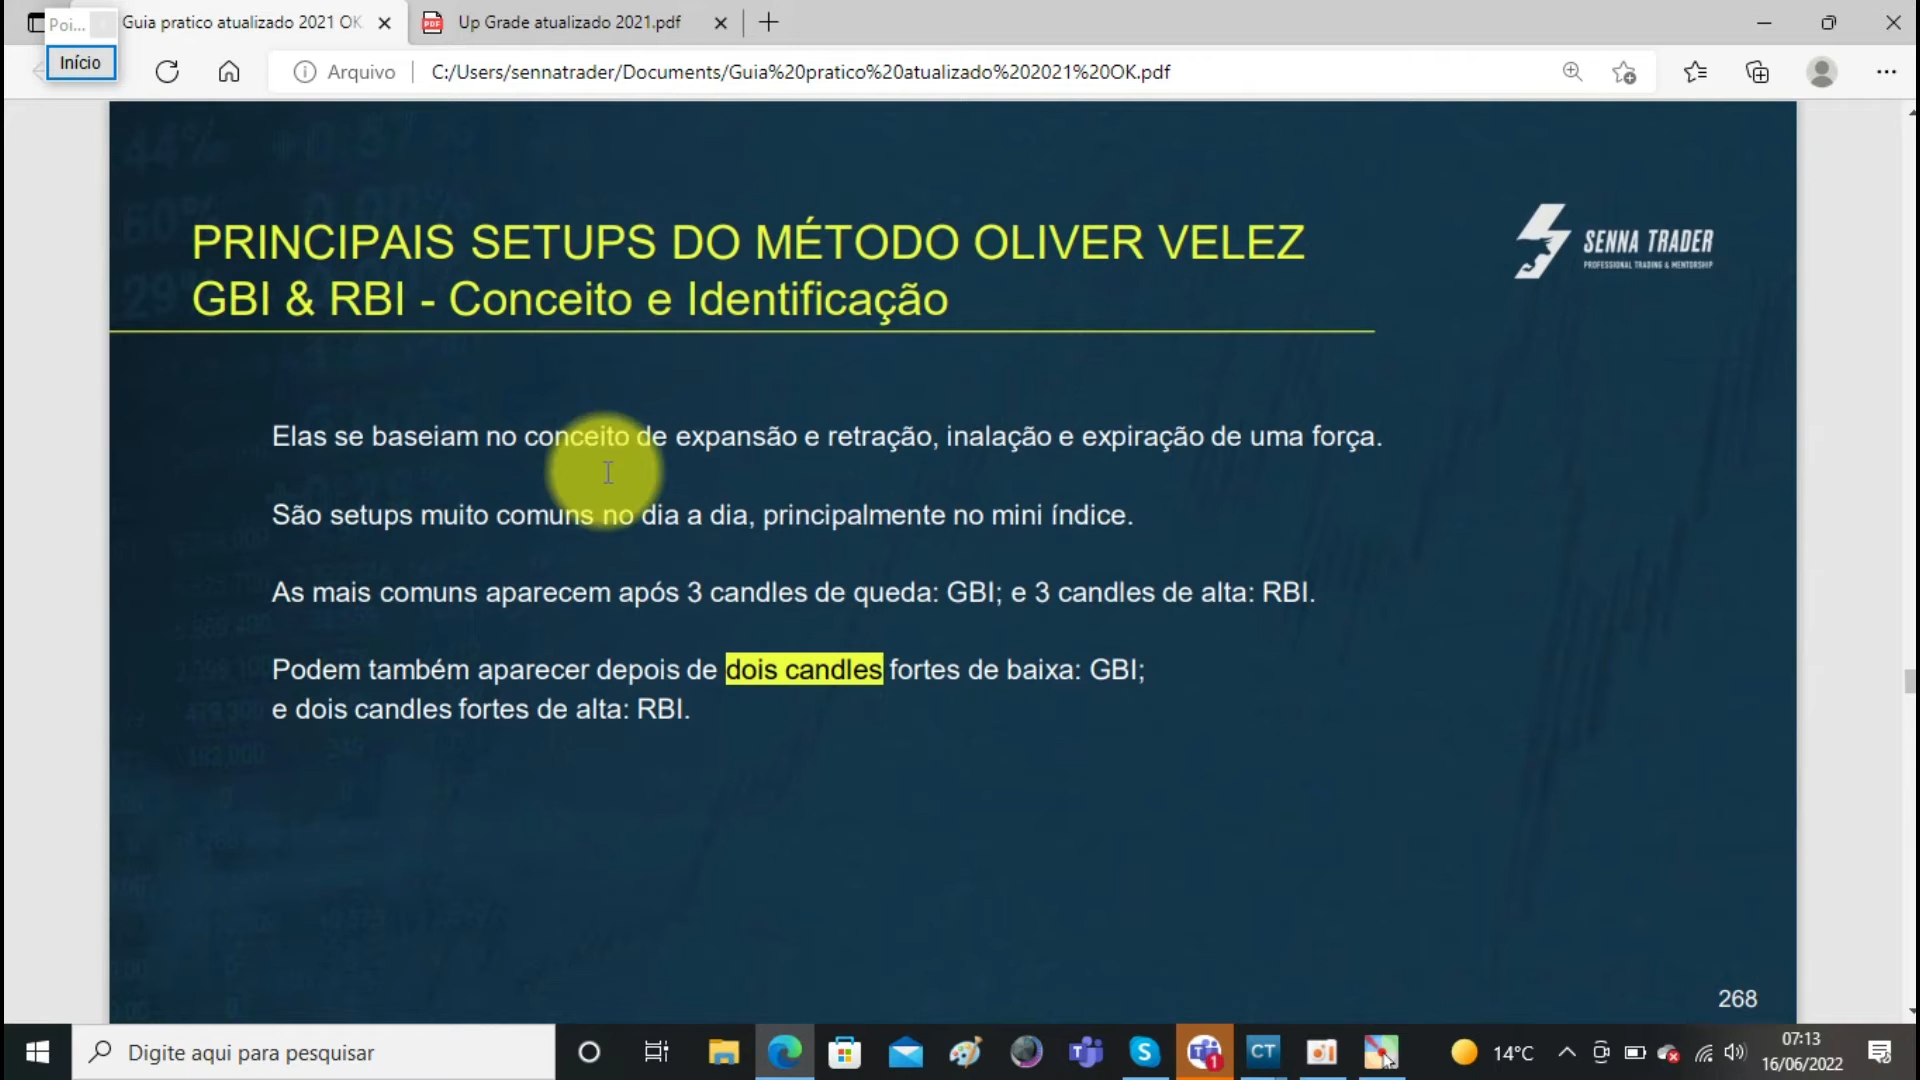 Poi...
Guia pratico atualizado 2021 OK
Up Grade atualizado 2021.pdf
Início
Arquivo
C:/Users/sennatrader/Documents/Guia%20pratico%20atualizado%202021%20OK.pdf
PRINCIPAIS SETUPS DO MÉTODO OLIVER VELEZ
GBI & RBI - Conceito e Identificação
SENNA TRADER
PROFESSIONAL TRADING & MENTORSHIP
Elas se baseiam no conceito de expansão e retração, inalação e expiração de uma força.
São setups muito comuns no dia a dia, principalmente no mini índice.
As mais comuns aparecem após 3 candles de queda: GBI; e 3 candles de alta: RBI.
Podem também aparecer depois de dois candles fortes de baixa: GBI;
e dois candles fortes de alta: RBI.
268
Digite aqui para pesquisar
CT
14°C
07:13
16/06/2022